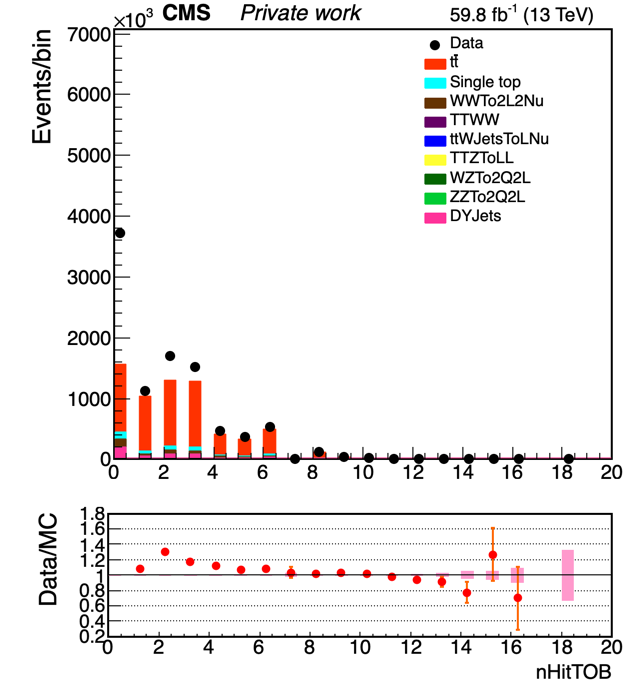 ×10³ CMS Private work 59.8 fb⁻¹ (13 TeV)
Events/bin
7000
6000
5000
4000
3000
2000
1000
0
Data
tt̄
Single top
WWTo2L2Nu
TTWW
ttWJetsToLNu
TTZToLL
WZTo2Q2L
ZZTo2Q2L
DYJets
0 2 4 6 8 10 12 14 16 18 20
Data/MC
1.8
1.6
1.4
1.2
1
0.8
0.6
0.4
0.2
0 2 4 6 8 10 12 14 16 18 20
nHitTOB